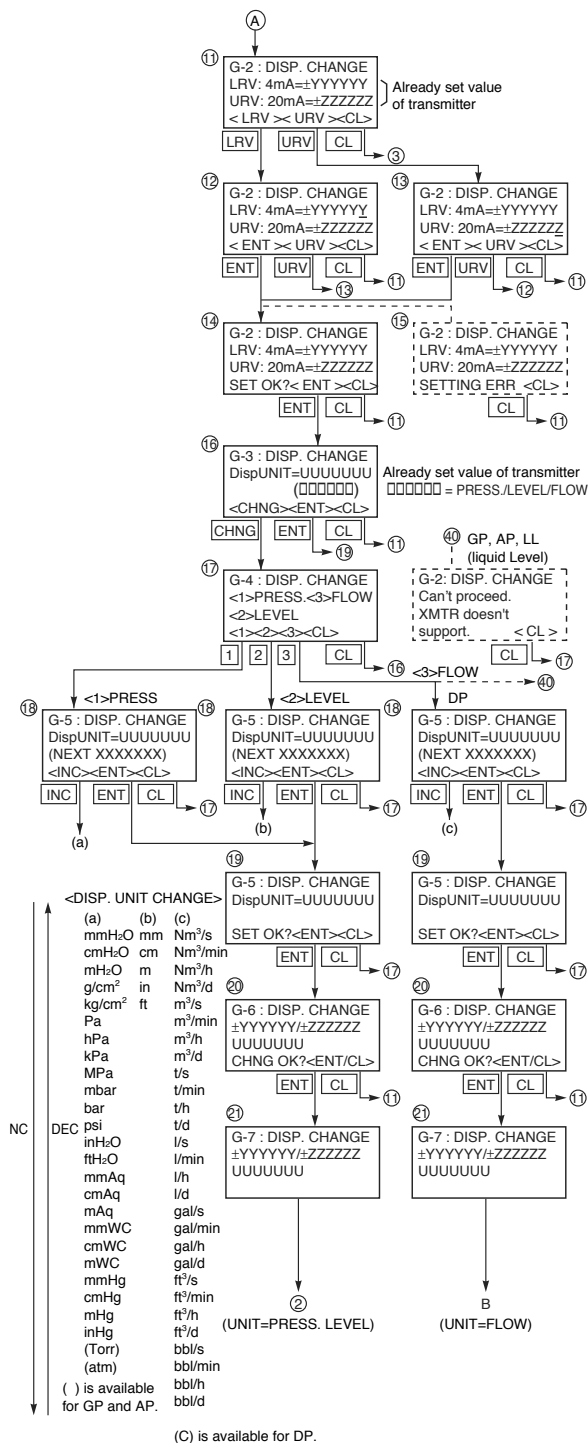 A
⑪
G-2 : DISP. CHANGE
LRV: 4mA=±YYYYYY
URV: 20mA=±ZZZZZZ
< LRV >< URV ><CL>
Already set value
of transmitter
LRV URV CL
③
⑫
G-2 : DISP. CHANGE
LRV: 4mA=±YYYYYY
URV: 20mA=±ZZZZZZ
< ENT >< URV ><CL>
ENT URV CL
⑪
⑬
⑬
G-2 : DISP. CHANGE
LRV: 4mA=±YYYYYY
URV: 20mA=±ZZZZZZ
< ENT >< URV ><CL>
ENT URV CL
⑪
⑫
⑭
G-2 : DISP. CHANGE
LRV: 4mA=±YYYYYY
URV: 20mA=±ZZZZZZ
SET OK?< ENT ><CL>
ENT CL
⑪
⑮
G-2 : DISP. CHANGE
LRV: 4mA=±YYYYYY
URV: 20mA=±ZZZZZZ
SETTING ERR <CL>
CL
⑪
⑯
G-3 : DISP. CHANGE
DispUNIT=UUUUUUU
(▯▯▯▯▯▯)
<CHNG><ENT><CL>
Already set value of transmitter
▯▯▯▯▯▯ = PRESS./LEVEL/FLOW
CHNG ENT CL
⑪
⑲
⑰
G-4 : DISP. CHANGE
<1>PRESS.<3>FLOW
<2>LEVEL
<1><2><3><CL>
1 2 3 CL
⑯
㊵ GP, AP, LL
(liquid Level)
G-2: DISP. CHANGE
Can't proceed.
XMTR doesn't
support. < CL >
CL
⑰
<1>PRESS
<2>LEVEL
<3>FLOW
㊵
DP
⑱
G-5 : DISP. CHANGE
DispUNIT=UUUUUUU
(NEXT XXXXXXX)
<INC><ENT><CL>
INC ENT CL
⑰
(a)
⑱
G-5 : DISP. CHANGE
DispUNIT=UUUUUUU
(NEXT XXXXXXX)
<INC><ENT><CL>
INC ENT CL
⑰
(b)
⑱
G-5 : DISP. CHANGE
DispUNIT=UUUUUUU
(NEXT XXXXXXX)
<INC><ENT><CL>
INC ENT CL
⑰
(c)
⑲
G-5 : DISP. CHANGE
DispUNIT=UUUUUUU
SET OK?<ENT><CL>
ENT CL
⑰
⑲
G-5 : DISP. CHANGE
DispUNIT=UUUUUUU
SET OK?<ENT><CL>
ENT CL
⑰
⑳
G-6 : DISP. CHANGE
±YYYYYY/±ZZZZZZ
UUUUUUU
CHNG OK?<ENT/CL>
ENT CL
⑪
⑳
G-6 : DISP. CHANGE
±YYYYYY/±ZZZZZZ
UUUUUUU
CHNG OK?<ENT/CL>
ENT CL
⑪
㉑
G-7 : DISP. CHANGE
±YYYYYY/±ZZZZZZ
UUUUUUU
㉑
G-7 : DISP. CHANGE
±YYYYYY/±ZZZZZZ
UUUUUUU
②
(UNIT=PRESS. LEVEL)
B
(UNIT=FLOW)
<DISP. UNIT CHANGE>
(a) (b) (c)
mmH₂O mm Nm³/s
cmH₂O cm Nm³/min
mH₂O m Nm³/h
g/cm² in Nm³/d
kg/cm² ft m³/s
Pa m³/min
hPa m³/h
kPa m³/d
MPa t/s
mbar t/min
bar t/h
NC DEC psi t/d
inH₂O l/s
ftH₂O l/min
mmAq l/h
cmAq l/d
mAq gal/s
mmWC gal/min
cmWC gal/h
mWC gal/d
mmHg ft³/s
cmHg ft³/min
mHg ft³/h
inHg ft³/d
(Torr) bbl/s
(atm) bbl/min
bbl/h
bbl/d
( ) is available
for GP and AP.
(C) is available for DP.